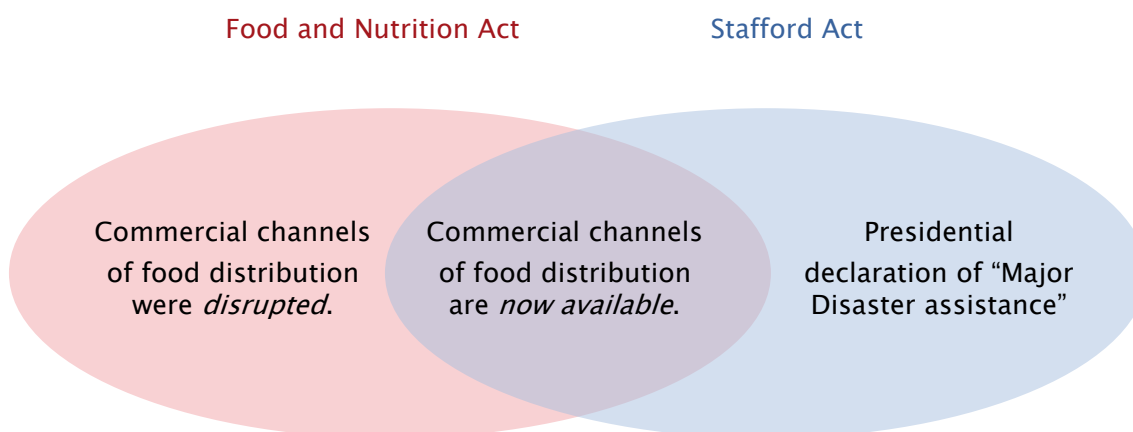 Food and Nutrition Act
Stafford Act
Commercial channels
of food distribution
were disrupted.
Commercial channels
of food distribution
are now available.
Presidential
declaration of “Major
Disaster assistance”